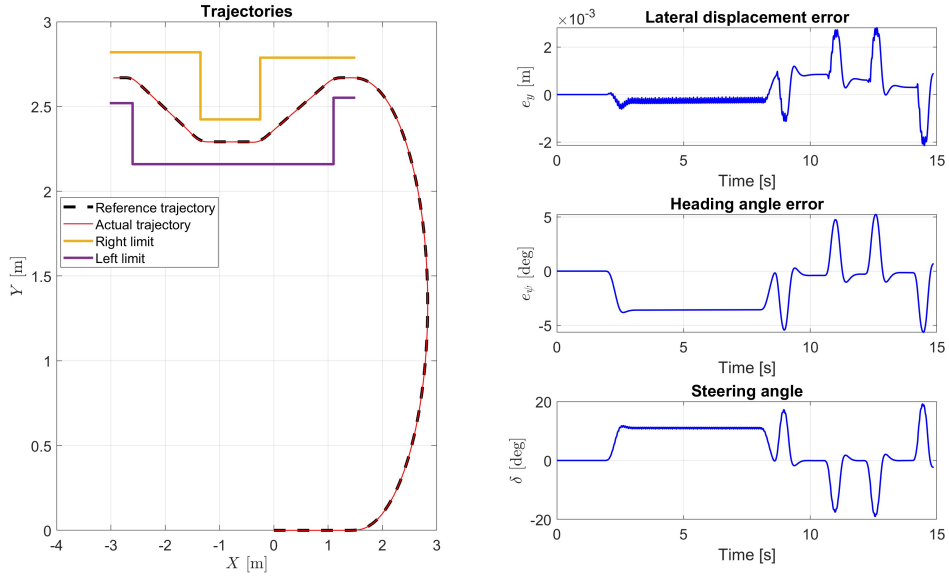 Trajectories
3
2.5
2
1.5
1
0.5
0
Y [m]
-4 -3 -2 -1 0 1 2 3
X [m]
Reference trajectory
Actual trajectory
Right limit
Left limit
Lateral displacement error
×10⁻³
2
0
-2
e_y [m]
0 5 10 15
Time [s]
Heading angle error
5
0
-5
e_ψ [deg]
0 5 10 15
Time [s]
Steering angle
20
0
-20
δ [deg]
0 5 10 15
Time [s]